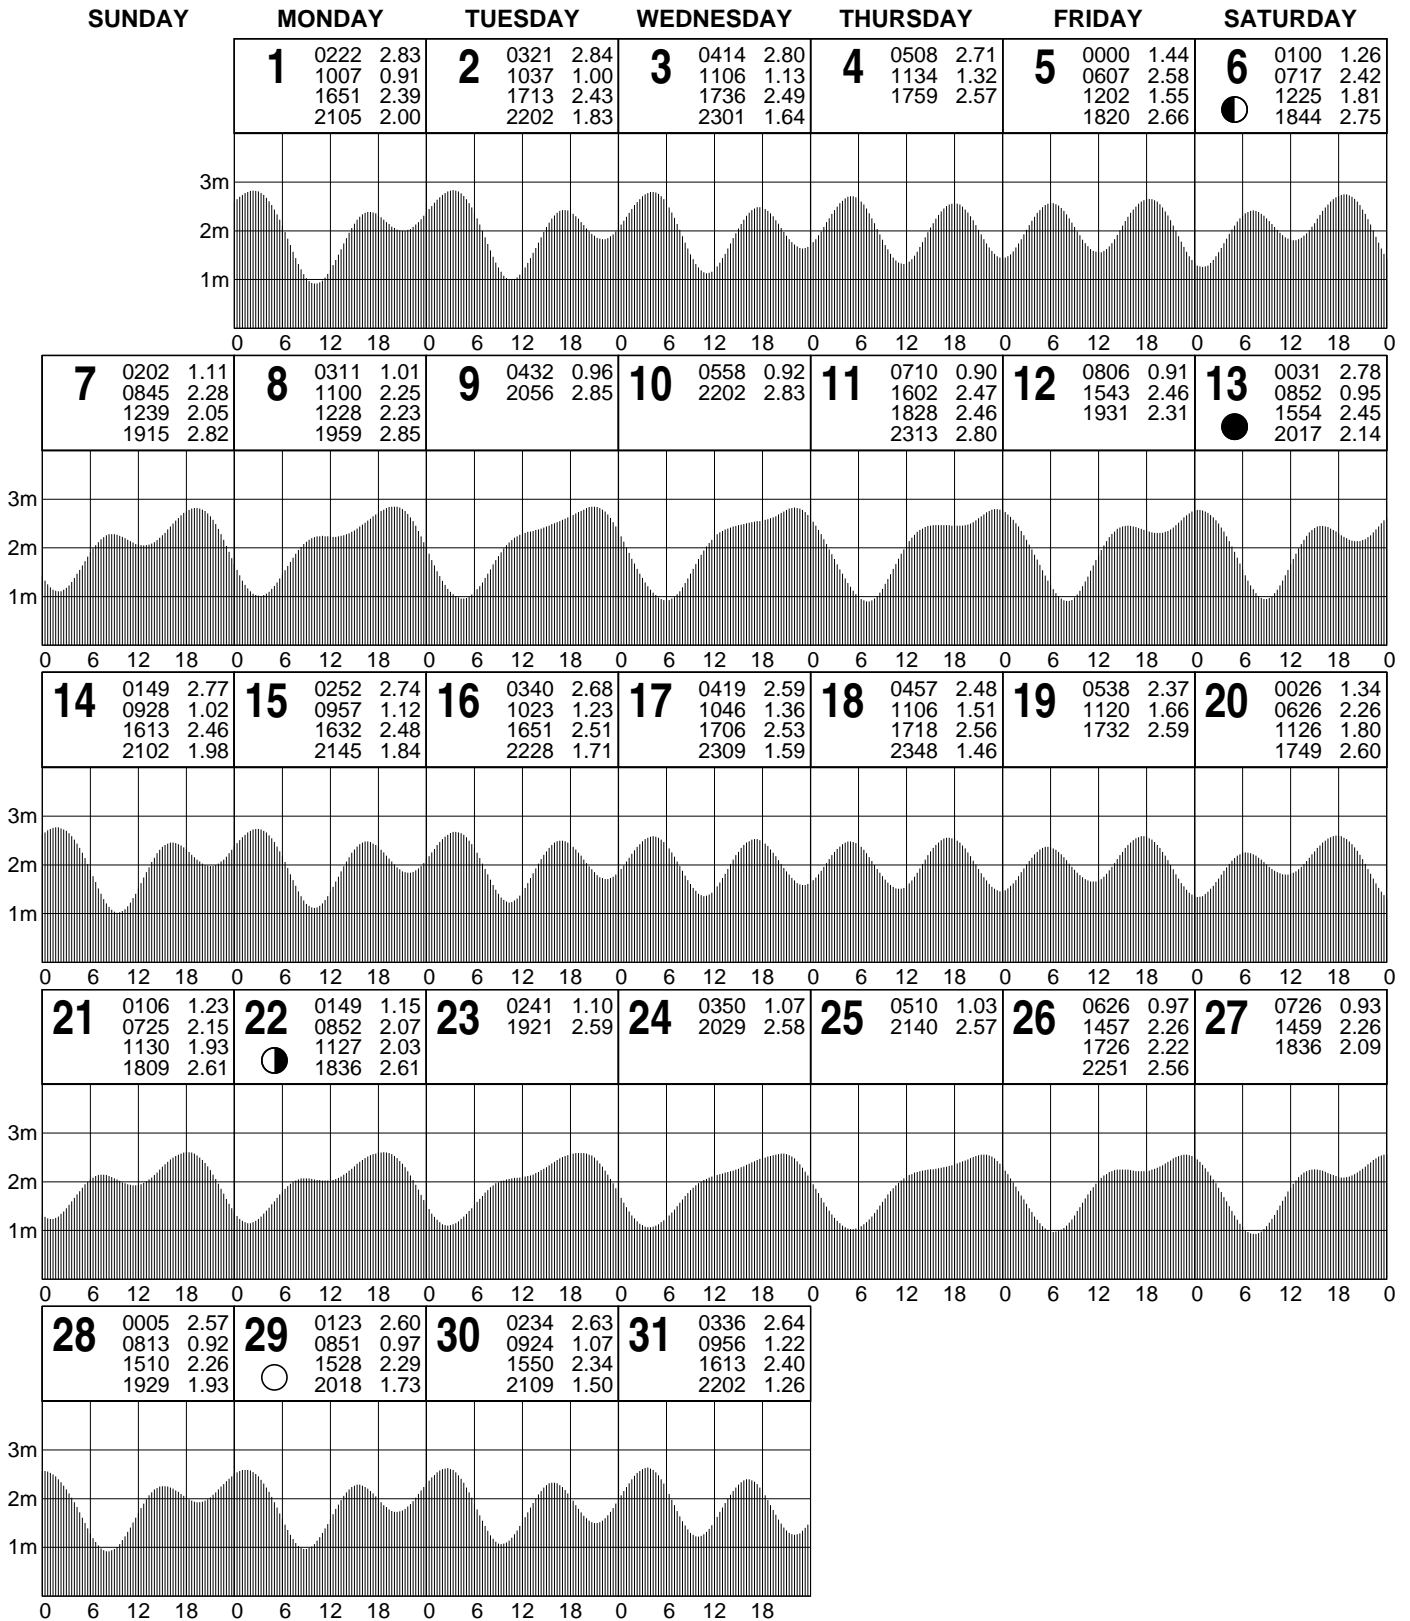 SUNDAY MONDAY TUESDAY WEDNESDAY THURSDAY FRIDAY SATURDAY
1 0222 2.83
1007 0.91
1651 2.39
2105 2.00
2 0321 2.84
1037 1.00
1713 2.43
2202 1.83
3 0414 2.80
1106 1.13
1736 2.49
2301 1.64
4 0508 2.71
1134 1.32
1759 2.57
5 0000 1.44
0607 2.58
1202 1.55
1820 2.66
6 0100 1.26
0717 2.42
1225 1.81
1844 2.75
3m
2m
1m
0 6 12 18 0 6 12 18 0 6 12 18 0 6 12 18 0 6 12 18 0 6 12 18 0
7 0202 1.11
0845 2.28
1239 2.05
1915 2.82
8 0311 1.01
1100 2.25
1228 2.23
1959 2.85
9 0432 0.96
2056 2.85
10 0558 0.92
2202 2.83
11 0710 0.90
1602 2.47
1828 2.46
2313 2.80
12 0806 0.91
1543 2.46
1931 2.31
13 0031 2.78
0852 0.95
1554 2.45
2017 2.14
3m
2m
1m
0 6 12 18 0 6 12 18 0 6 12 18 0 6 12 18 0 6 12 18 0 6 12 18 0 6 12 18 0
14 0149 2.77
0928 1.02
1613 2.46
2102 1.98
15 0252 2.74
0957 1.12
1632 2.48
2145 1.84
16 0340 2.68
1023 1.23
1651 2.51
2228 1.71
17 0419 2.59
1046 1.36
1706 2.53
2309 1.59
18 0457 2.48
1106 1.51
1718 2.56
2348 1.46
19 0538 2.37
1120 1.66
1732 2.59
20 0026 1.34
0626 2.26
1126 1.80
1749 2.60
3m
2m
1m
0 6 12 18 0 6 12 18 0 6 12 18 0 6 12 18 0 6 12 18 0 6 12 18 0 6 12 18 0
21 0106 1.23
0725 2.15
1130 1.93
1809 2.61
22 0149 1.15
0852 2.07
1127 2.03
1836 2.61
23 0241 1.10
1921 2.59
24 0350 1.07
2029 2.58
25 0510 1.03
2140 2.57
26 0626 0.97
1457 2.26
1726 2.22
2251 2.56
27 0726 0.93
1459 2.26
1836 2.09
3m
2m
1m
0 6 12 18 0 6 12 18 0 6 12 18 0 6 12 18 0 6 12 18 0 6 12 18 0 6 12 18 0
28 0005 2.57
0813 0.92
1510 2.26
1929 1.93
29 0123 2.60
0851 0.97
1528 2.29
2018 1.73
30 0234 2.63
0924 1.07
1550 2.34
2109 1.50
31 0336 2.64
0956 1.22
1613 2.40
2202 1.26
3m
2m
1m
0 6 12 18 0 6 12 18 0 6 12 18 0 6 12 18